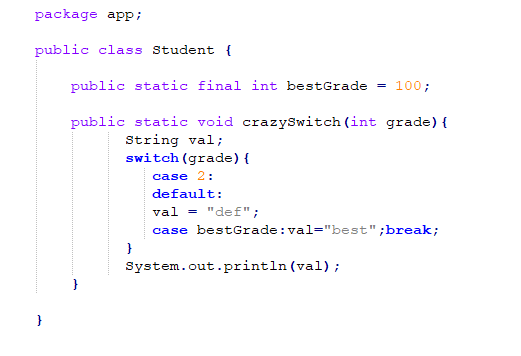 package app;
public class Student {
public static final int bestGrade = 100;
public static void crazySwitch(int grade){
String val;
switch(grade){
case 2:
default:
val = "def";
case bestGrade:val="best";break;
}
System.out.println(val);
}
}